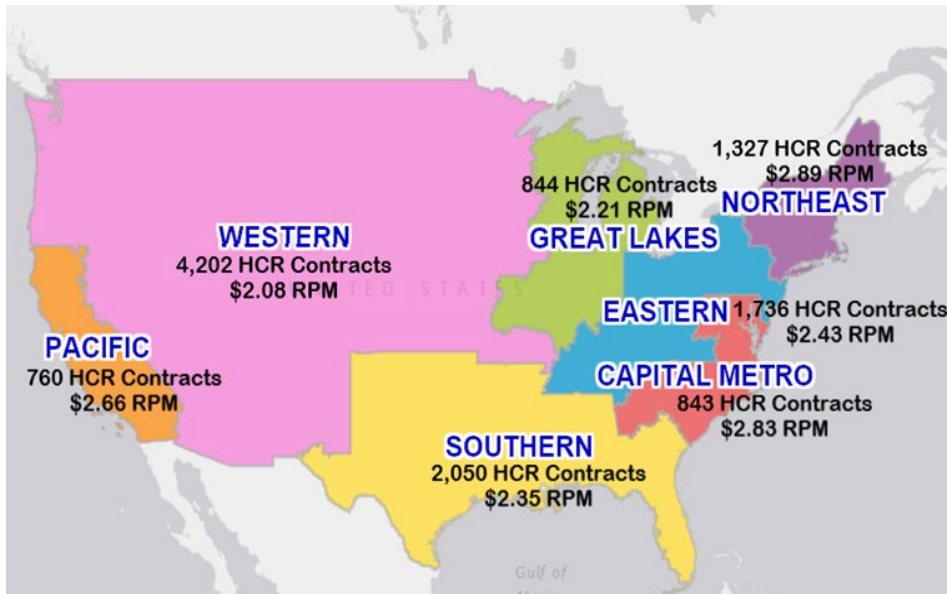 1,327 HCR Contracts
$2.89 RPM
NORTHEAST
844 HCR Contracts
$2.21 RPM
GREAT LAKES
WESTERN
4,202 HCR Contracts
$2.08 RPM
TED STATES
EASTERN
1,736 HCR Contracts
$2.43 RPM
PACIFIC
760 HCR Contracts
$2.66 RPM
CAPITAL METRO
843 HCR Contracts
$2.83 RPM
SOUTHERN
2,050 HCR Contracts
$2.35 RPM
Gulf of